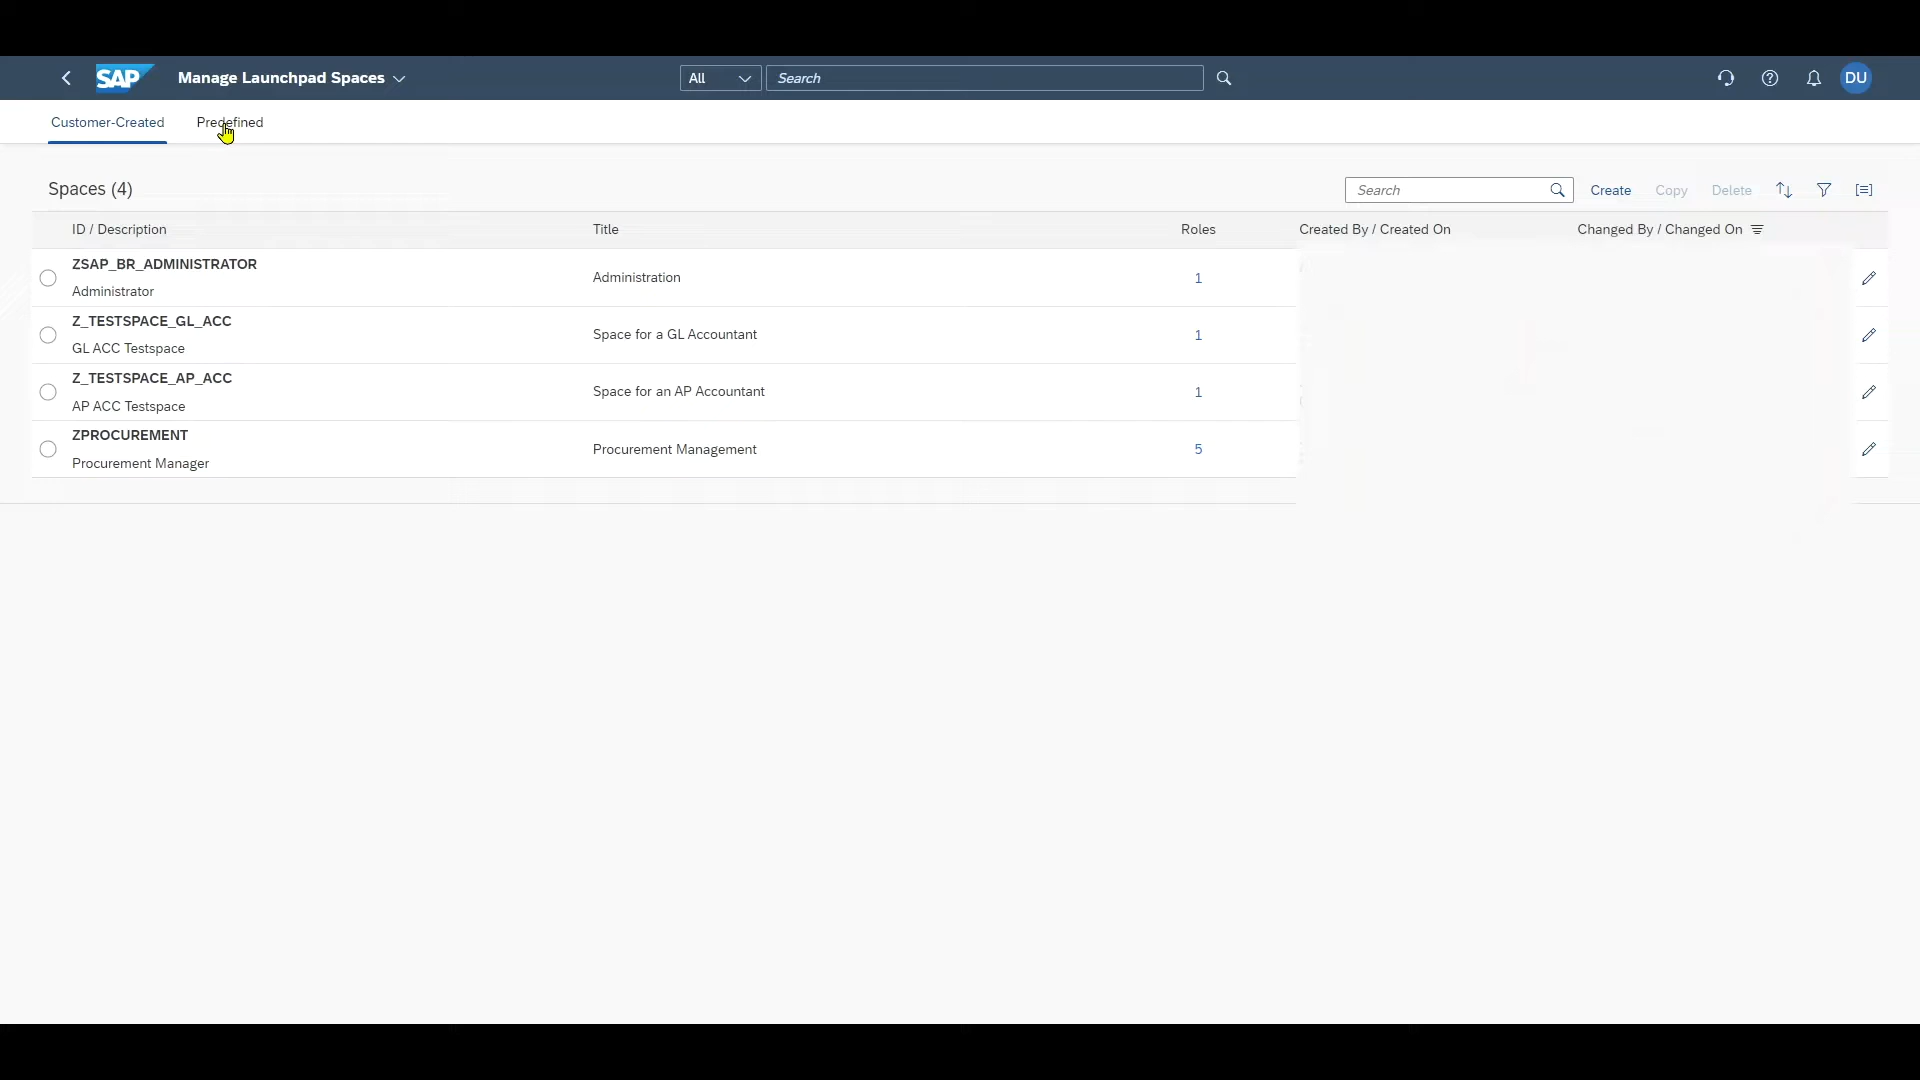 SAP Manage Launchpad Spaces All Search DU
Customer-Created Predefined
Spaces (4) Search Create Copy Delete
ID / Description Title Roles Created By / Created On Changed By / Changed On
ZSAP_BR_ADMINISTRATOR
Administrator
Administration 1
Z_TESTSPACE_GL_ACC
GL ACC Testspace
Space for a GL Accountant 1
Z_TESTSPACE_AP_ACC
AP ACC Testspace
Space for an AP Accountant 1
ZPROCUREMENT
Procurement Manager
Procurement Management 5